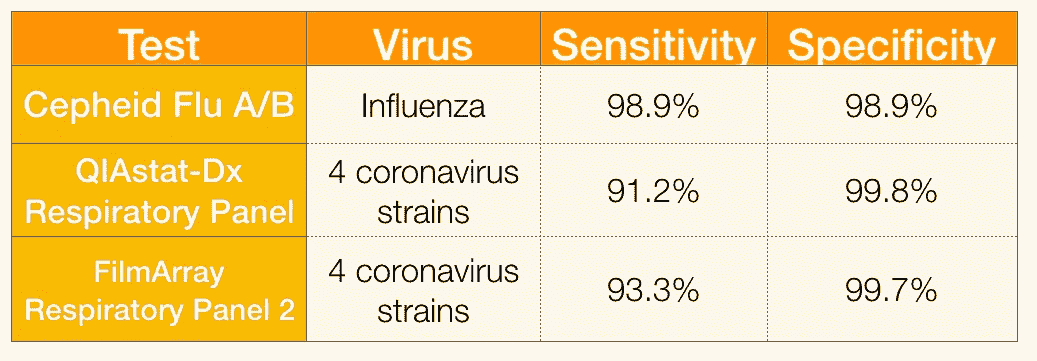 Test Virus Sensitivity Specificity
Cepheid Flu A/B Influenza 98.9% 98.9%
QIAstat-Dx
Respiratory Panel
4 coronavirus
strains
91.2% 99.8%
FilmArray
Respiratory Panel 2
4 coronavirus
strains
93.3% 99.7%